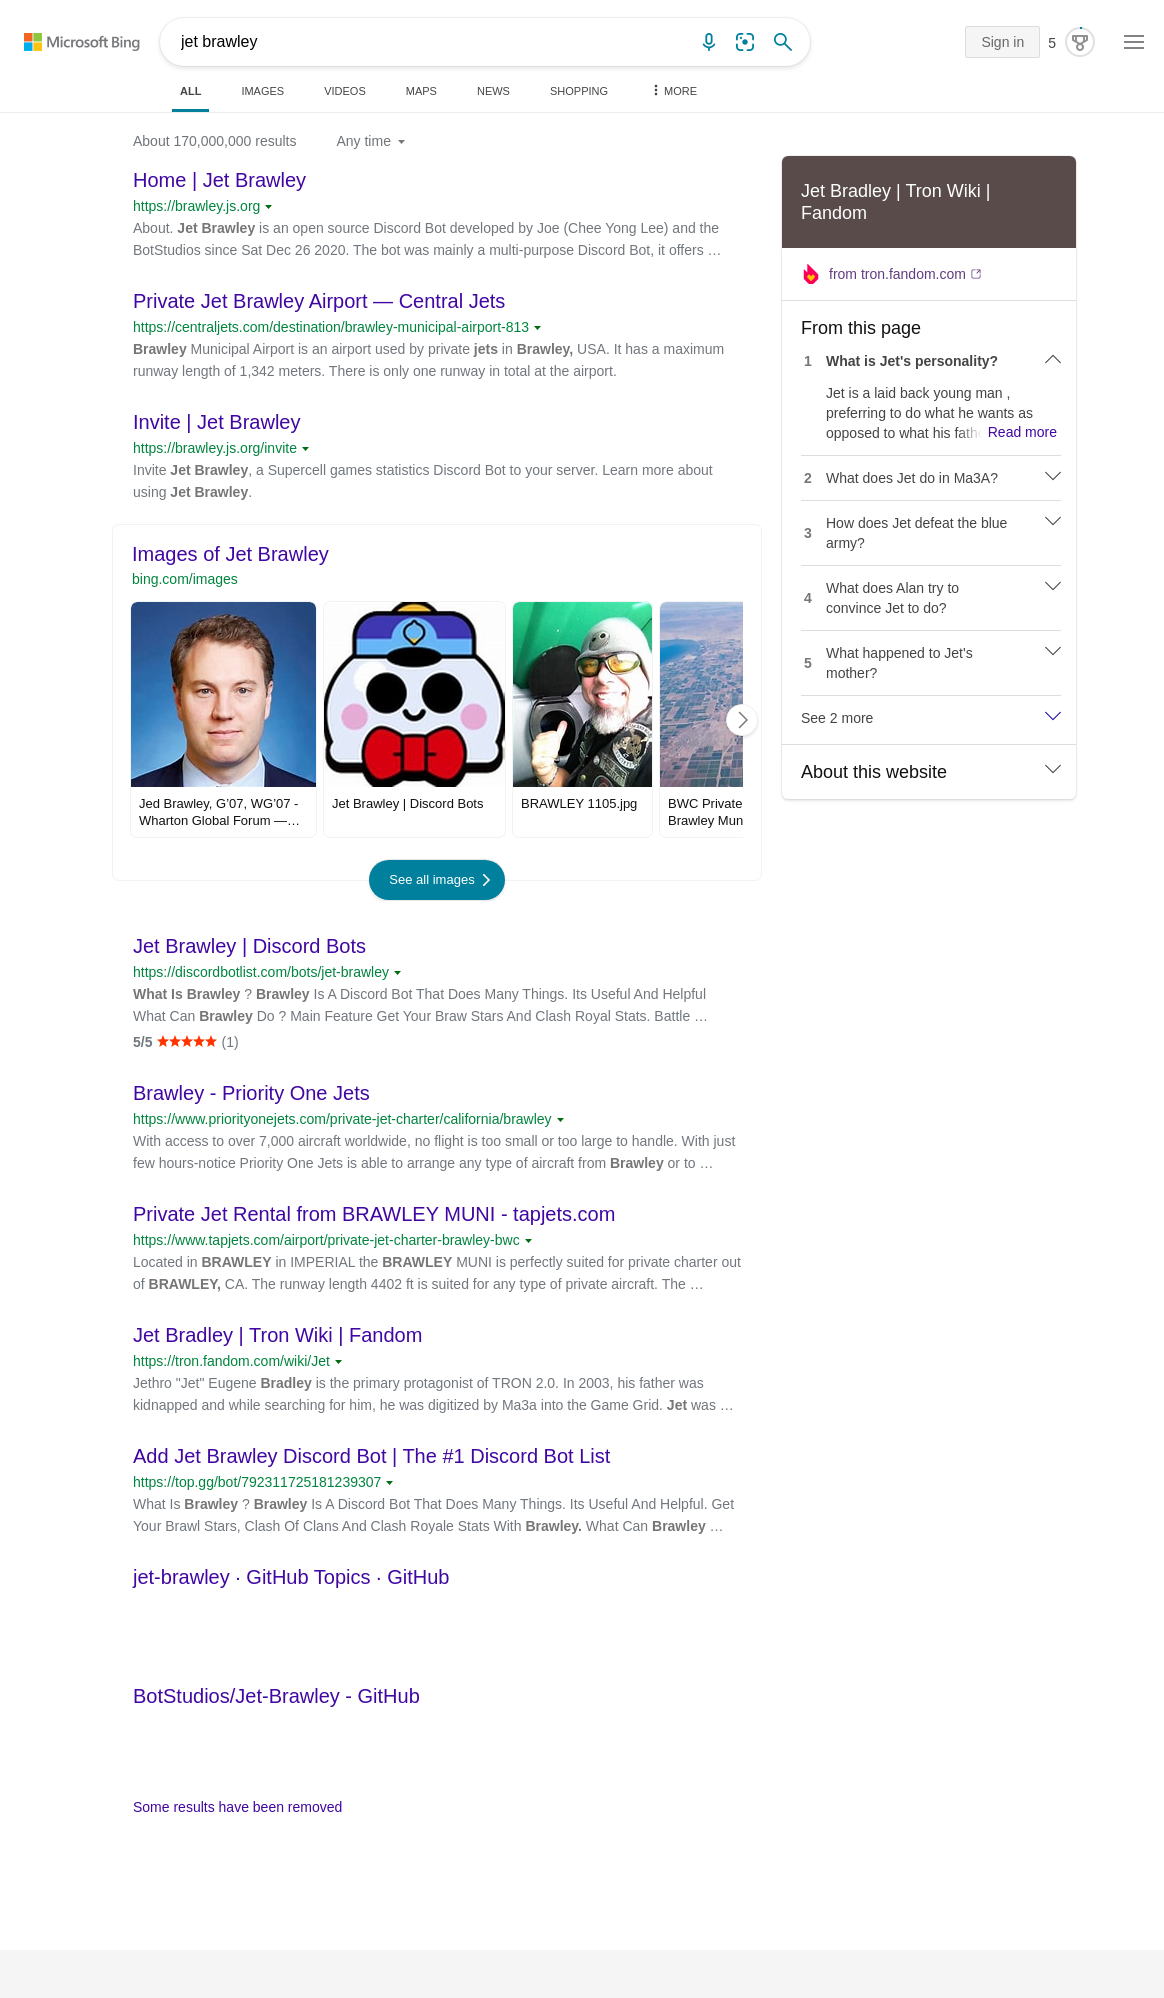 Microsoft Bing
jet brawley
Sign in
5
ALL
IMAGES
VIDEOS
MAPS
NEWS
SHOPPING
MORE
About 170,000,000 results
Any time
Home | Jet Brawley
https://brawley.js.org
About. Jet Brawley is an open source Discord Bot developed by Joe (Chee Yong Lee) and the
BotStudios since Sat Dec 26 2020. The bot was mainly a multi-purpose Discord Bot, it offers …
Private Jet Brawley Airport — Central Jets
https://centraljets.com/destination/brawley-municipal-airport-813
Brawley Municipal Airport is an airport used by private jets in Brawley, USA. It has a maximum
runway length of 1,342 meters. There is only one runway in total at the airport.
Invite | Jet Brawley
https://brawley.js.org/invite
Invite Jet Brawley, a Supercell games statistics Discord Bot to your server. Learn more about
using Jet Brawley.
Images of Jet Brawley
bing.com/images
Jed Brawley, G'07, WG'07 -
Wharton Global Forum —…
Jet Brawley | Discord Bots
BRAWLEY 1105.jpg
BWC Private
Brawley Mun
See all images
Jet Brawley | Discord Bots
https://discordbotlist.com/bots/jet-brawley
What Is Brawley ? Brawley Is A Discord Bot That Does Many Things. Its Useful And Helpful
What Can Brawley Do ? Main Feature Get Your Braw Stars And Clash Royal Stats. Battle …
5/5 ★★★★★ (1)
Brawley - Priority One Jets
https://www.priorityonejets.com/private-jet-charter/california/brawley
With access to over 7,000 aircraft worldwide, no flight is too small or too large to handle. With just
few hours-notice Priority One Jets is able to arrange any type of aircraft from Brawley or to …
Private Jet Rental from BRAWLEY MUNI - tapjets.com
https://www.tapjets.com/airport/private-jet-charter-brawley-bwc
Located in BRAWLEY in IMPERIAL the BRAWLEY MUNI is perfectly suited for private charter out
of BRAWLEY, CA. The runway length 4402 ft is suited for any type of private aircraft. The …
Jet Bradley | Tron Wiki | Fandom
https://tron.fandom.com/wiki/Jet
Jethro "Jet" Eugene Bradley is the primary protagonist of TRON 2.0. In 2003, his father was
kidnapped and while searching for him, he was digitized by Ma3a into the Game Grid. Jet was …
Add Jet Brawley Discord Bot | The #1 Discord Bot List
https://top.gg/bot/792311725181239307
What Is Brawley ? Brawley Is A Discord Bot That Does Many Things. Its Useful And Helpful. Get
Your Brawl Stars, Clash Of Clans And Clash Royale Stats With Brawley. What Can Brawley …
jet-brawley · GitHub Topics · GitHub
BotStudios/Jet-Brawley - GitHub
Some results have been removed
Jet Bradley | Tron Wiki |
Fandom
from tron.fandom.com
From this page
1 What is Jet's personality?
Jet is a laid back young man ,
preferring to do what he wants as
opposed to what his fath Read more
2 What does Jet do in Ma3A?
3 How does Jet defeat the blue
army?
4 What does Alan try to
convince Jet to do?
5 What happened to Jet's
mother?
See 2 more
About this website